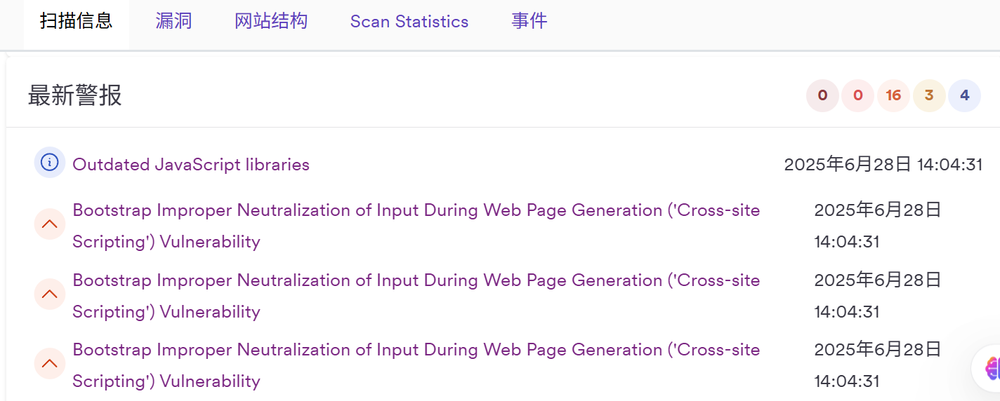 扫描信息 漏洞 网站结构 Scan Statistics 事件
最新警报 0 0 16 3 4
Outdated JavaScript libraries 2025年6月28日 14:04:31
Bootstrap Improper Neutralization of Input During Web Page Generation ('Cross-site 2025年6月28日
Scripting') Vulnerability 14:04:31
Bootstrap Improper Neutralization of Input During Web Page Generation ('Cross-site 2025年6月28日
Scripting') Vulnerability 14:04:31
Bootstrap Improper Neutralization of Input During Web Page Generation ('Cross-site 2025年6月28日
Scripting') Vulnerability 14:04:31